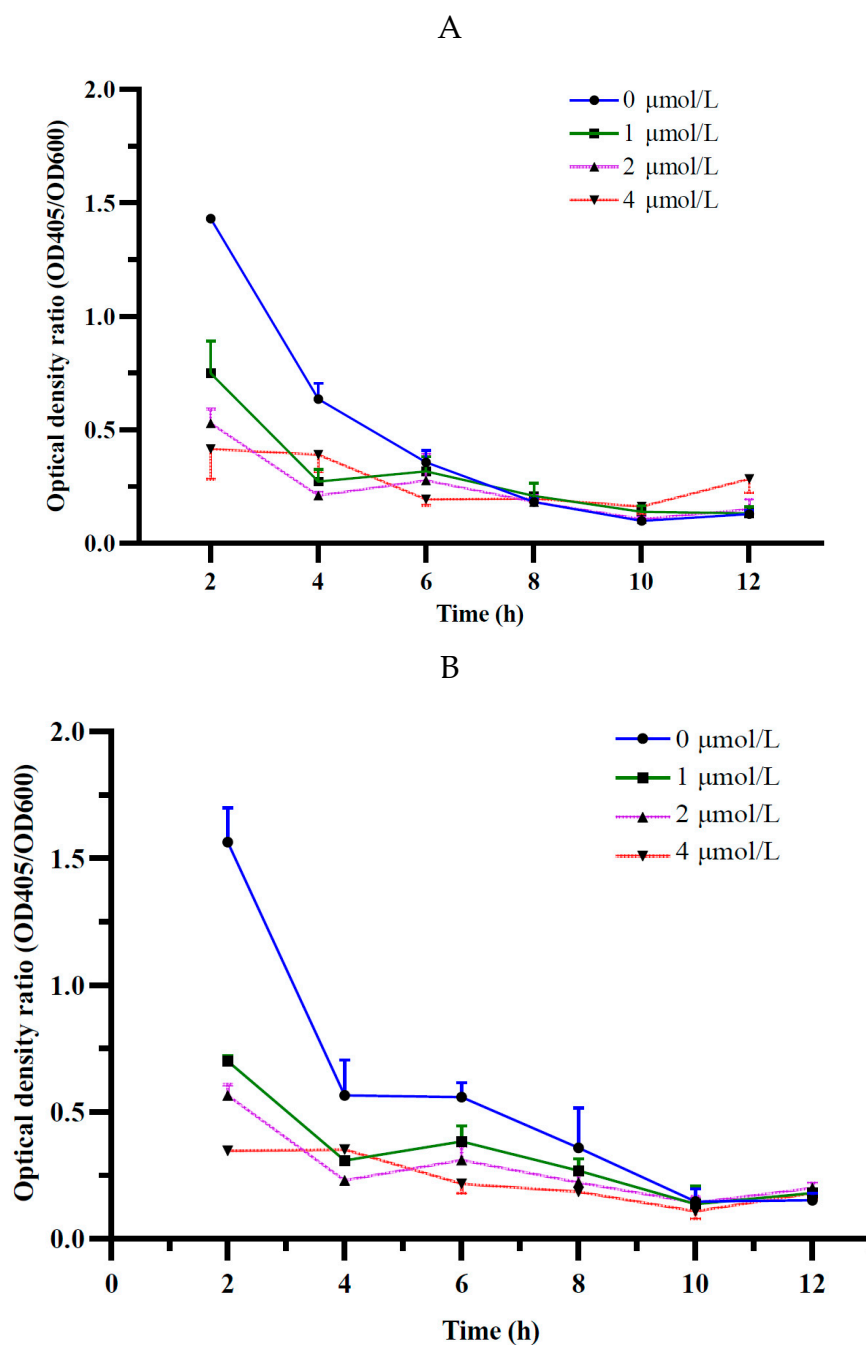 A
2.0
1.5
1.0
0.5
0.0
Optical density ratio (OD405/OD600)
0 µmol/L
1 µmol/L
2 µmol/L
4 µmol/L
2 4 6 8 10 12
Time (h)
B
2.0
1.5
1.0
0.5
0.0
Optical density ratio (OD405/OD600)
0 µmol/L
1 µmol/L
2 µmol/L
4 µmol/L
0 2 4 6 8 10 12
Time (h)